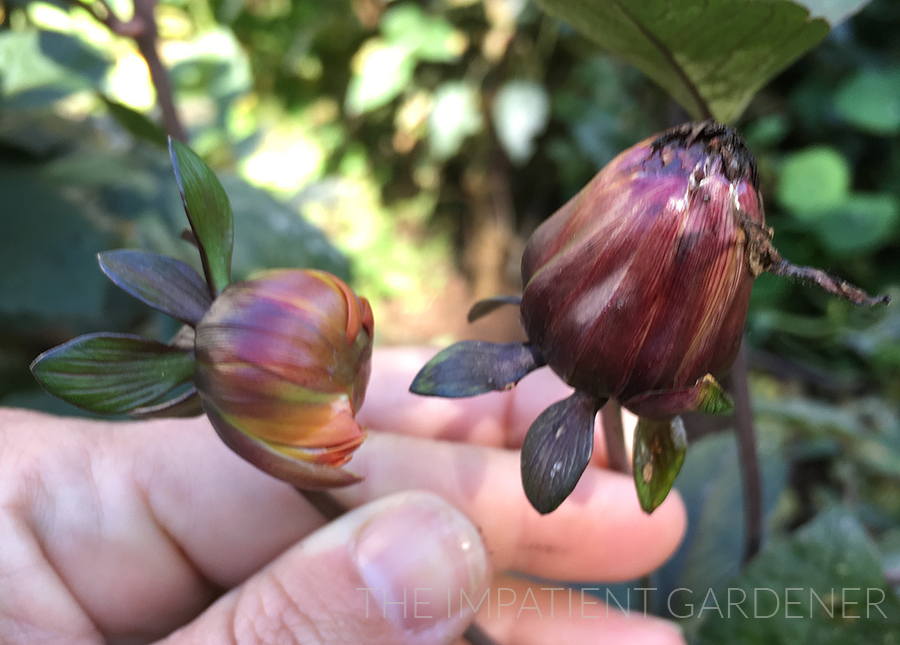 THE IMPATIENT GARDENER